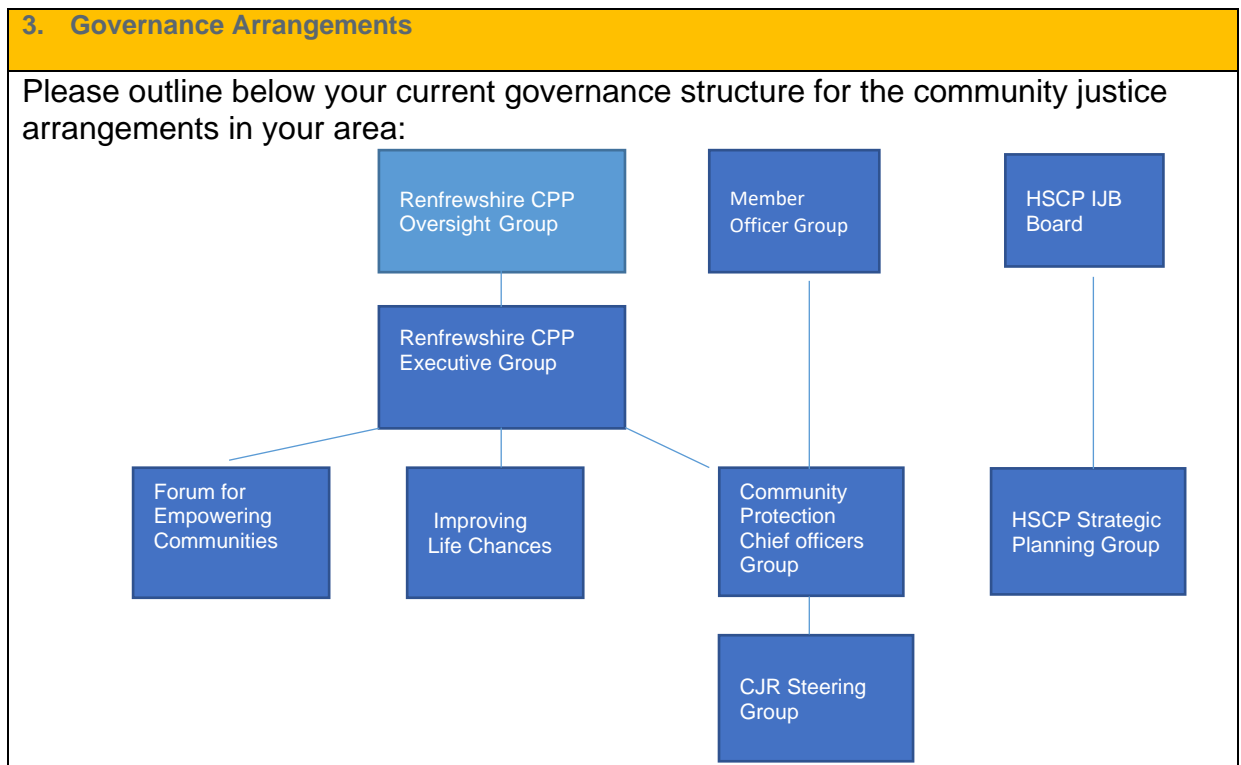 3. Governance Arrangements
Please outline below your current governance structure for the community justice
arrangements in your area:
Renfrewshire CPP
Oversight Group
Member
Officer Group
HSCP IJB
Board
Renfrewshire CPP
Executive Group
Forum for
Empowering
Communities
Improving
Life Chances
Community
Protection
Chief officers
Group
HSCP Strategic
Planning Group
CJR Steering
Group